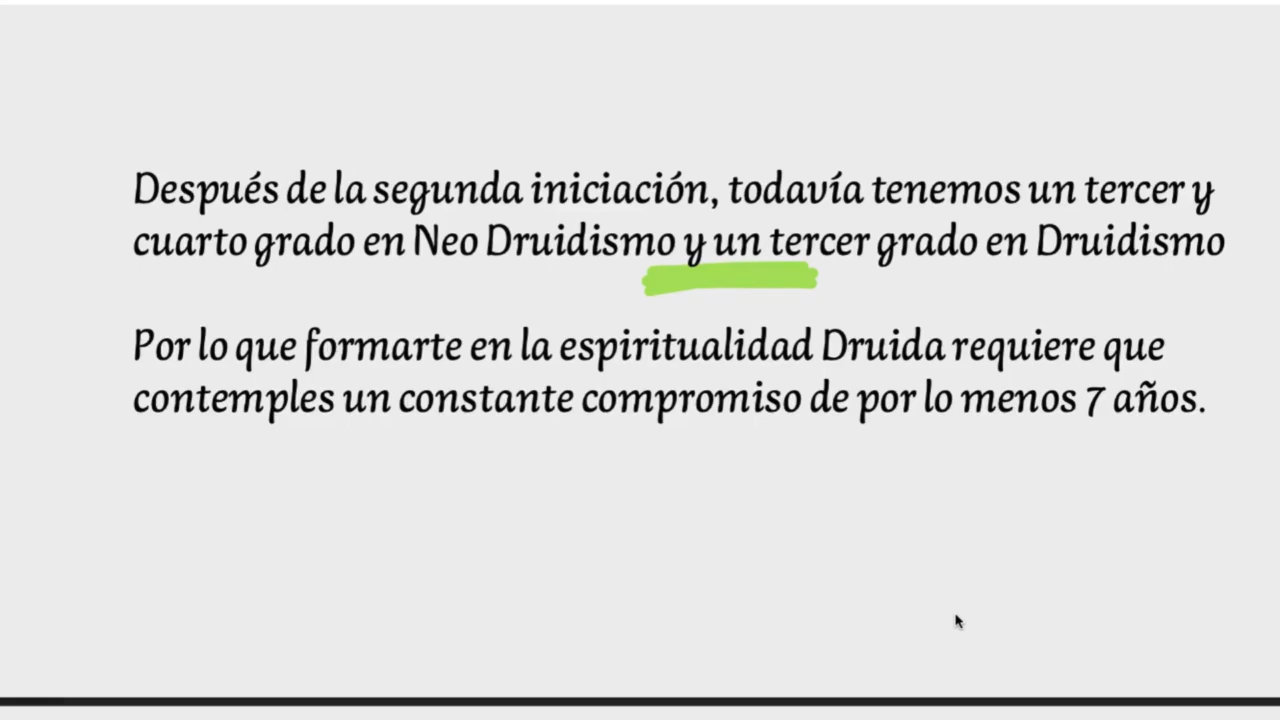 Después de la segunda iniciación, todavía tenemos un tercer y
cuarto grado en Neo Druidismo y un tercer grado en Druidismo
Por lo que formarte en la espiritualidad Druida requiere que
contemples un constante compromiso de por lo menos 7 años.